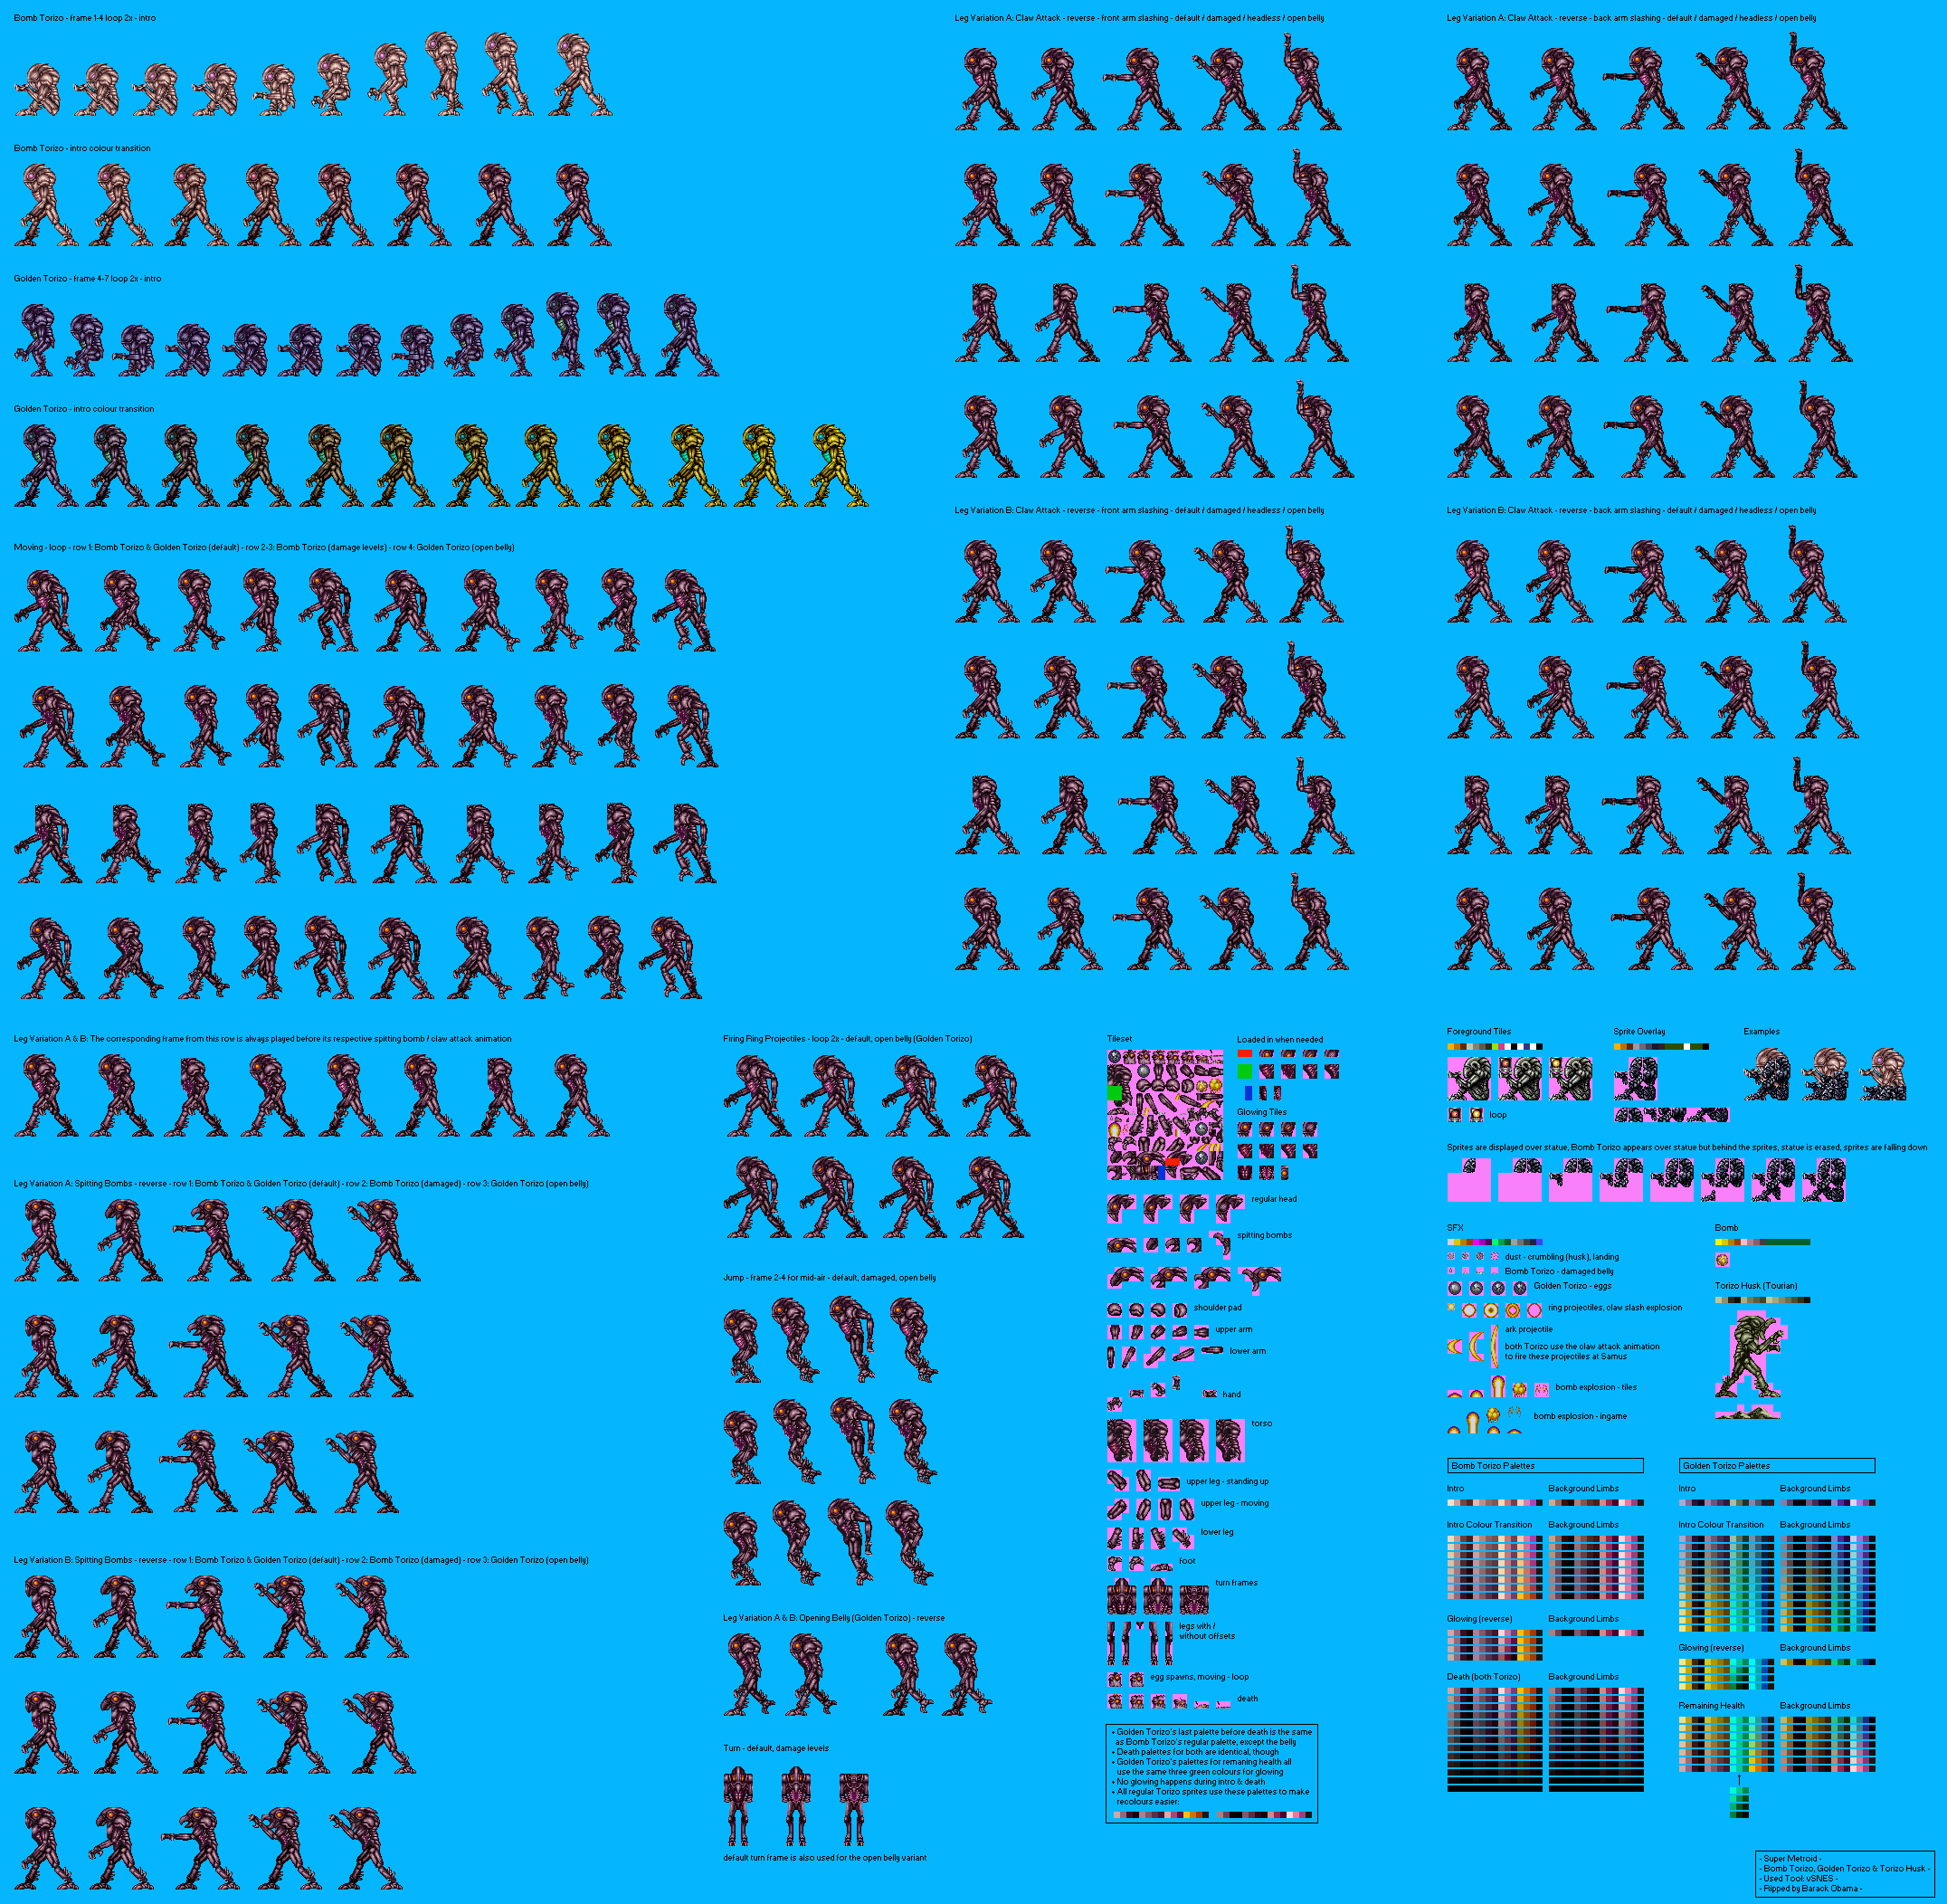 Bomb Torizo - frame 1-4 loop 2x - intro
Bomb Torizo - intro colour transition
Golden Torizo - frame 4-7 loop 2x - intro
Golden Torizo - intro colour transition
Moving - loop - row 1: Bomb Torizo & Golden Torizo (default) - row 2-3: Bomb Torizo (damage levels) - row 4: Golden Torizo (open belly)
Leg Variation A & B: The corresponding frame from this row is always played before its respective spitting bomb / claw attack animation
Leg Variation A: Spitting Bombs - reverse - row 1: Bomb Torizo & Golden Torizo (default) - row 2: Bomb Torizo (damaged) - row 3: Golden Torizo (open belly)
Leg Variation B: Spitting Bombs - reverse - row 1: Bomb Torizo & Golden Torizo (default) - row 2: Bomb Torizo (damaged) - row 3: Golden Torizo (open belly)
Leg Variation A: Claw Attack - reverse - front arm slashing - default / damaged / headless / open belly
Leg Variation A: Claw Attack - reverse - back arm slashing - default / damaged / headless / open belly
Leg Variation B: Claw Attack - reverse - front arm slashing - default / damaged / headless / open belly
Leg Variation B: Claw Attack - reverse - back arm slashing - default / damaged / headless / open belly
Firing Ring Projectiles - loop 2x - default, open belly (Golden Torizo)
Jump - frame 2-4 for mid-air - default, damaged, open belly
Leg Variation A & B: Opening Belly (Golden Torizo) - reverse
Turn - default, damage levels
default turn frame is also used for the open belly variant
Tileset
Loaded in when needed
Glowing Tiles
regular head
spitting bombs
shoulder pad
upper arm
lower arm
hand
torso
upper leg - standing up
upper leg - moving
lower leg
foot
turn frames
legs with /
without offsets
egg spawns, moving - loop
death
+ Golden Torizo's last palette before death is the same
as Bomb Torizo's regular palette, except the belly
+ Death palettes for both are identical, though
+ Golden Torizo's palettes for remaning health all
use the same three green colours for glowing
+ No glowing happens during intro & death
+ All regular Torizo sprites use these palettes to make
recolours easier:
Foreground Tiles
Sprite Overlay
Examples
loop
Sprites are displayed over statue, Bomb Torizo appears over statue but behind the sprites, statue is erased, sprites are falling down
SFX
dust - crumbling (husk), landing
Bomb Torizo - damaged belly
Golden Torizo - eggs
ring projectiles, claw slash explosion
ark projectile
both Torizo use the claw attack animation
to fire these projectiles at Samus
bomb explosion - tiles
bomb explosion - ingame
Bomb
Torizo Husk (Tourian)
Bomb Torizo Palettes
Intro
Background Limbs
Intro Colour Transition
Background Limbs
Glowing (reverse)
Background Limbs
Death (both Torizo)
Background Limbs
Golden Torizo Palettes
Intro
Background Limbs
Intro Colour Transition
Background Limbs
Glowing (reverse)
Background Limbs
Remaining Health
Background Limbs
- Super Metroid -
- Bomb Torizo, Golden Torizo & Torizo Husk -
- Used Tool: vSNES -
- Ripped by Barack Obama -